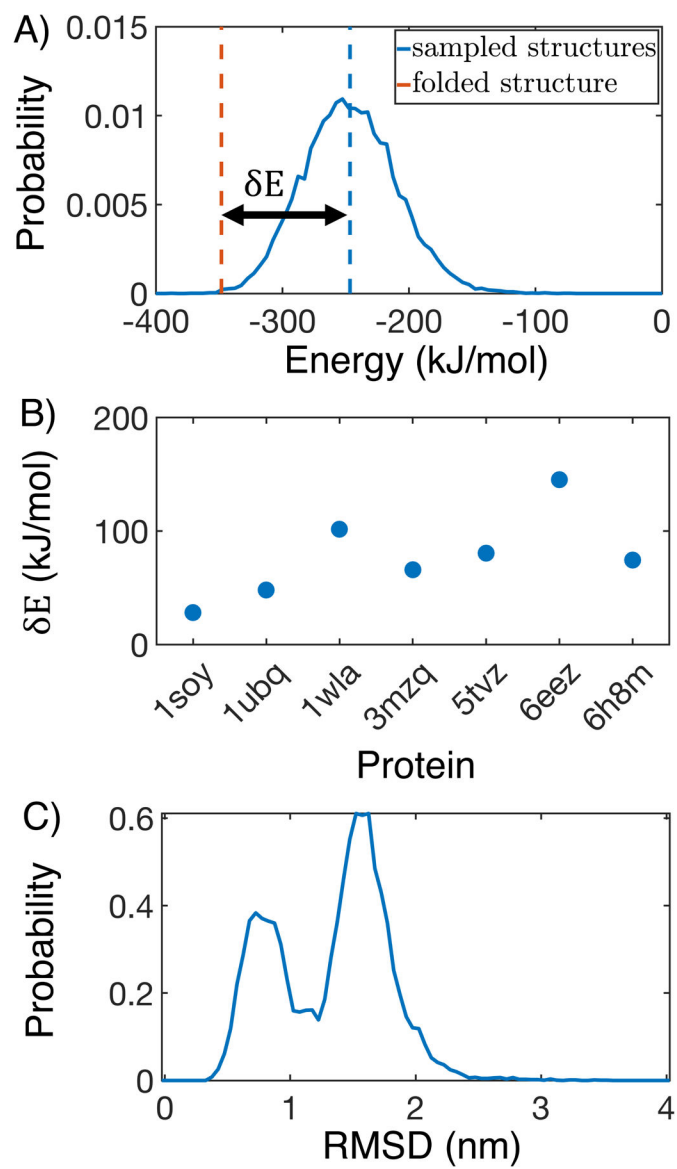 A)
Probability
0.015
0.01
0.005
0
sampled structures
folded structure
δE
-400 -300 -200 -100 0
Energy (kJ/mol)
B)
δE (kJ/mol)
200
100
0
1soy 1ubq 1wla 3mzq 5tvz 6eez 6h8m
Protein
C)
Probability
0.6
0.4
0.2
0
0 1 2 3 4
RMSD (nm)